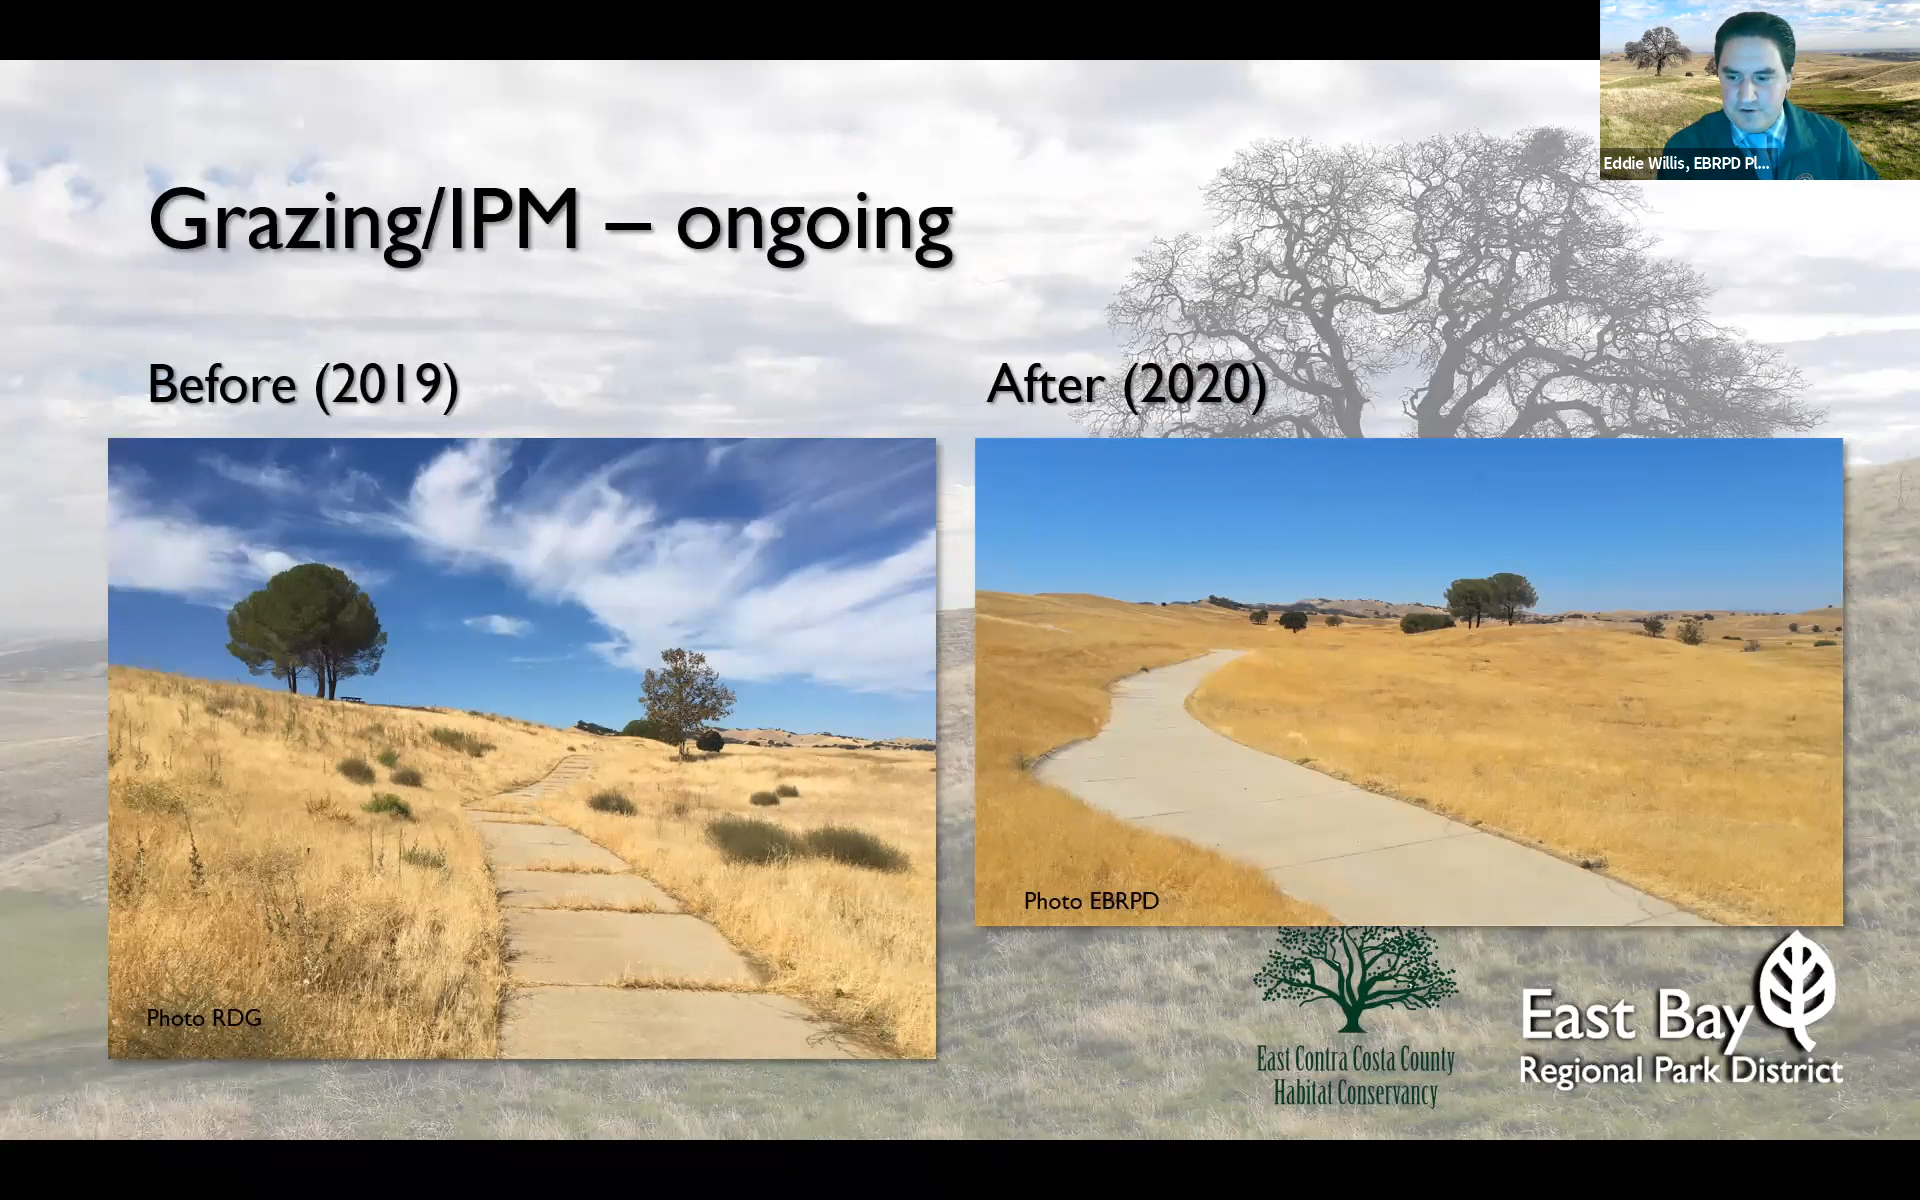 Eddie Willis, EBRPD Pl...
Grazing/IPM – ongoing
Before (2019)
After (2020)
Photo RDG
Photo EBRPD
East Contra Costa County
Habitat Conservancy
East Bay
Regional Park District